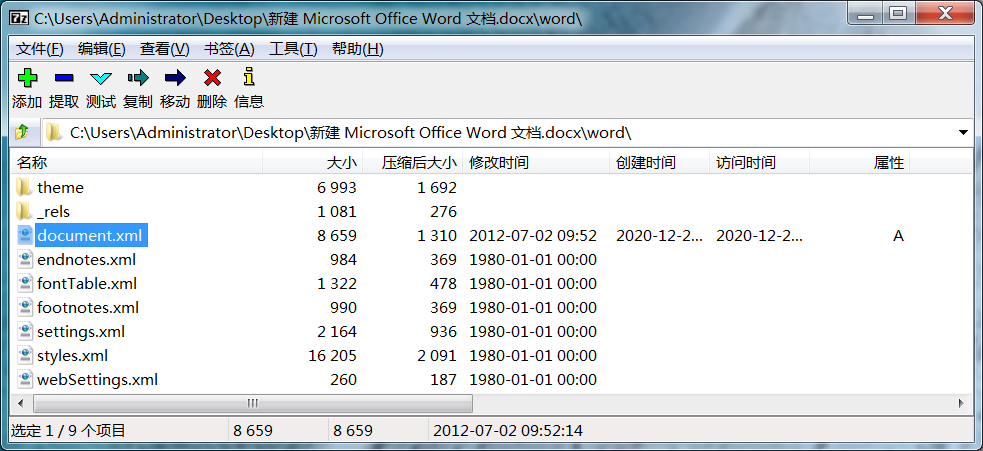 C:\Users\Administrator\Desktop\新建 Microsoft Office Word 文档.docx\word\
文件(F) 编辑(E) 查看(V) 书签(A) 工具(T) 帮助(H)
添加 提取 测试 复制 移动 删除 信息
C:\Users\Administrator\Desktop\新建 Microsoft Office Word 文档.docx\word\
名称 大小 压缩后大小 修改时间 创建时间 访问时间 属性
theme 6 993 1 692
_rels 1 081 276
document.xml 8 659 1 310 2012-07-02 09:52 2020-12-2... 2020-12-2... A
endnotes.xml 984 369 1980-01-01 00:00
fontTable.xml 1 322 478 1980-01-01 00:00
footnotes.xml 990 369 1980-01-01 00:00
settings.xml 2 164 936 1980-01-01 00:00
styles.xml 16 205 2 091 1980-01-01 00:00
webSettings.xml 260 187 1980-01-01 00:00
选定 1 / 9 个项目 8 659 8 659 2012-07-02 09:52:14